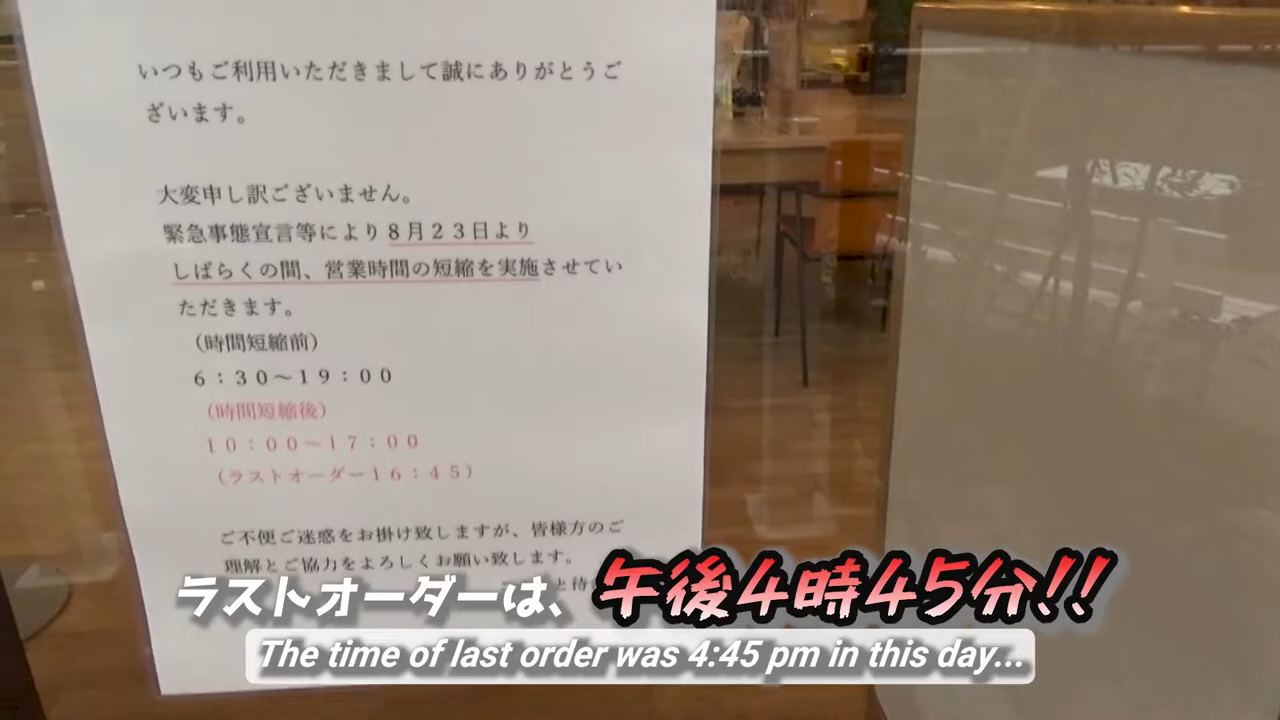 いつもご利用いただきまして誠にありがとうご
ざいます。
大変申し訳ございません。
緊急事態宣言等により8月23日より
しばらくの間、営業時間の短縮を実施させてい
ただきます。
（時間短縮前）
6：30～19：00
（時間短縮後）
10：00～17：00
（ラストオーダー16：45）
ご不便ご迷惑をお掛け致しますが、皆様方のご
理解とご協力をよろしくお願い致します。
と待
ラストオーダーは、午後4時45分!!
The time of last order was 4:45 pm in this day...